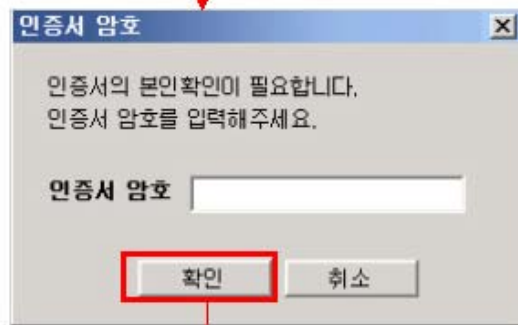 인증서 암호
인증서의 본인확인이 필요합니다.
인증서 암호를 입력해주세요.
인증서 암호
확인 취소